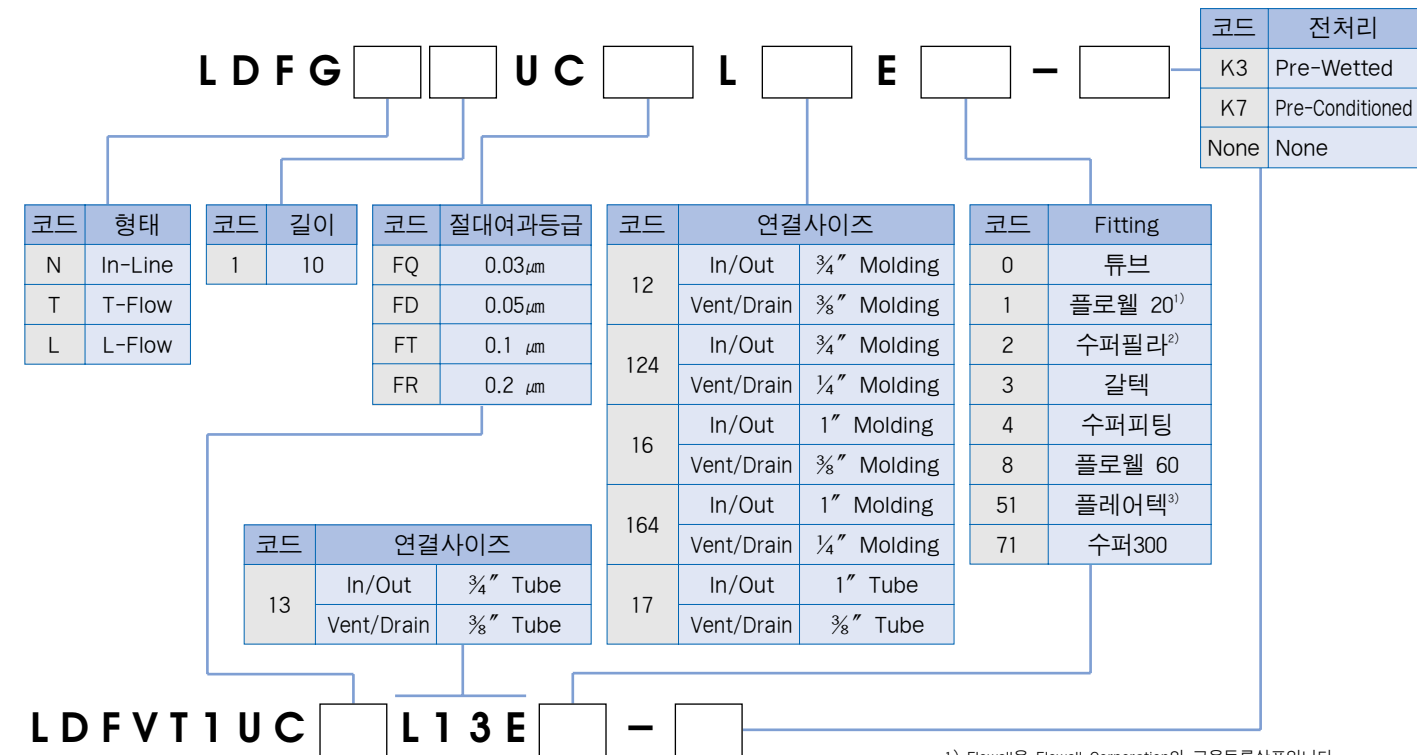 LDFG UC L E –
코드 전처리
K3 Pre-Wetted
K7 Pre-Conditioned
None None
코드 형태
N In-Line
T T-Flow
L L-Flow
코드 길이
1 10
코드 절대여과등급
FQ 0.03㎛
FD 0.05㎛
FT 0.1 ㎛
FR 0.2 ㎛
코드 연결사이즈
12 In/Out ¾″ Molding
Vent/Drain ⅜″ Molding
124 In/Out ¾″ Molding
Vent/Drain ¼″ Molding
16 In/Out 1″ Molding
Vent/Drain ⅜″ Molding
164 In/Out 1″ Molding
Vent/Drain ¼″ Molding
17 In/Out 1″ Tube
Vent/Drain ⅜″ Tube
코드 Fitting
0 튜브
1 플로웰 20¹⁾
2 수퍼필라²⁾
3 갈텍
4 수퍼피팅
8 플로웰 60
51 플레어텍³⁾
71 수퍼300
코드 연결사이즈
13 In/Out ¾″ Tube
Vent/Drain ⅜″ Tube
LDFVT1UC L13E –